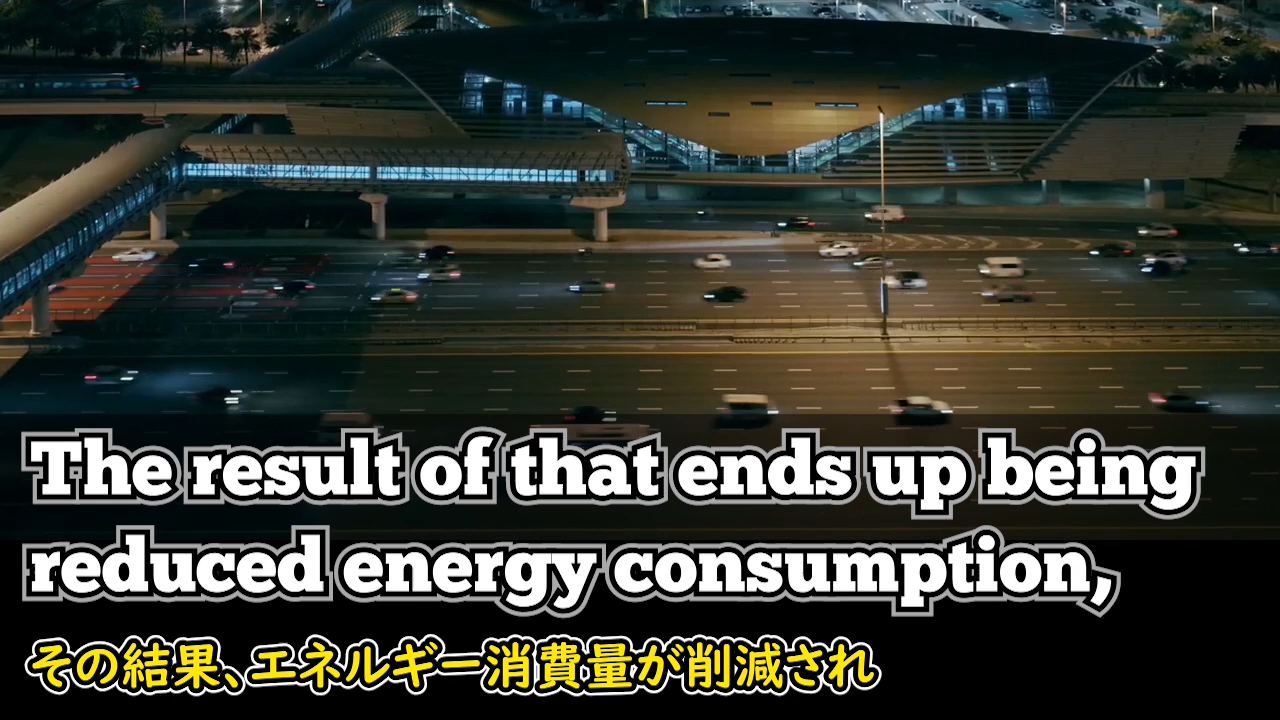 The result of that ends up being
reduced energy consumption,
その結果、エネルギー消費量が削減され